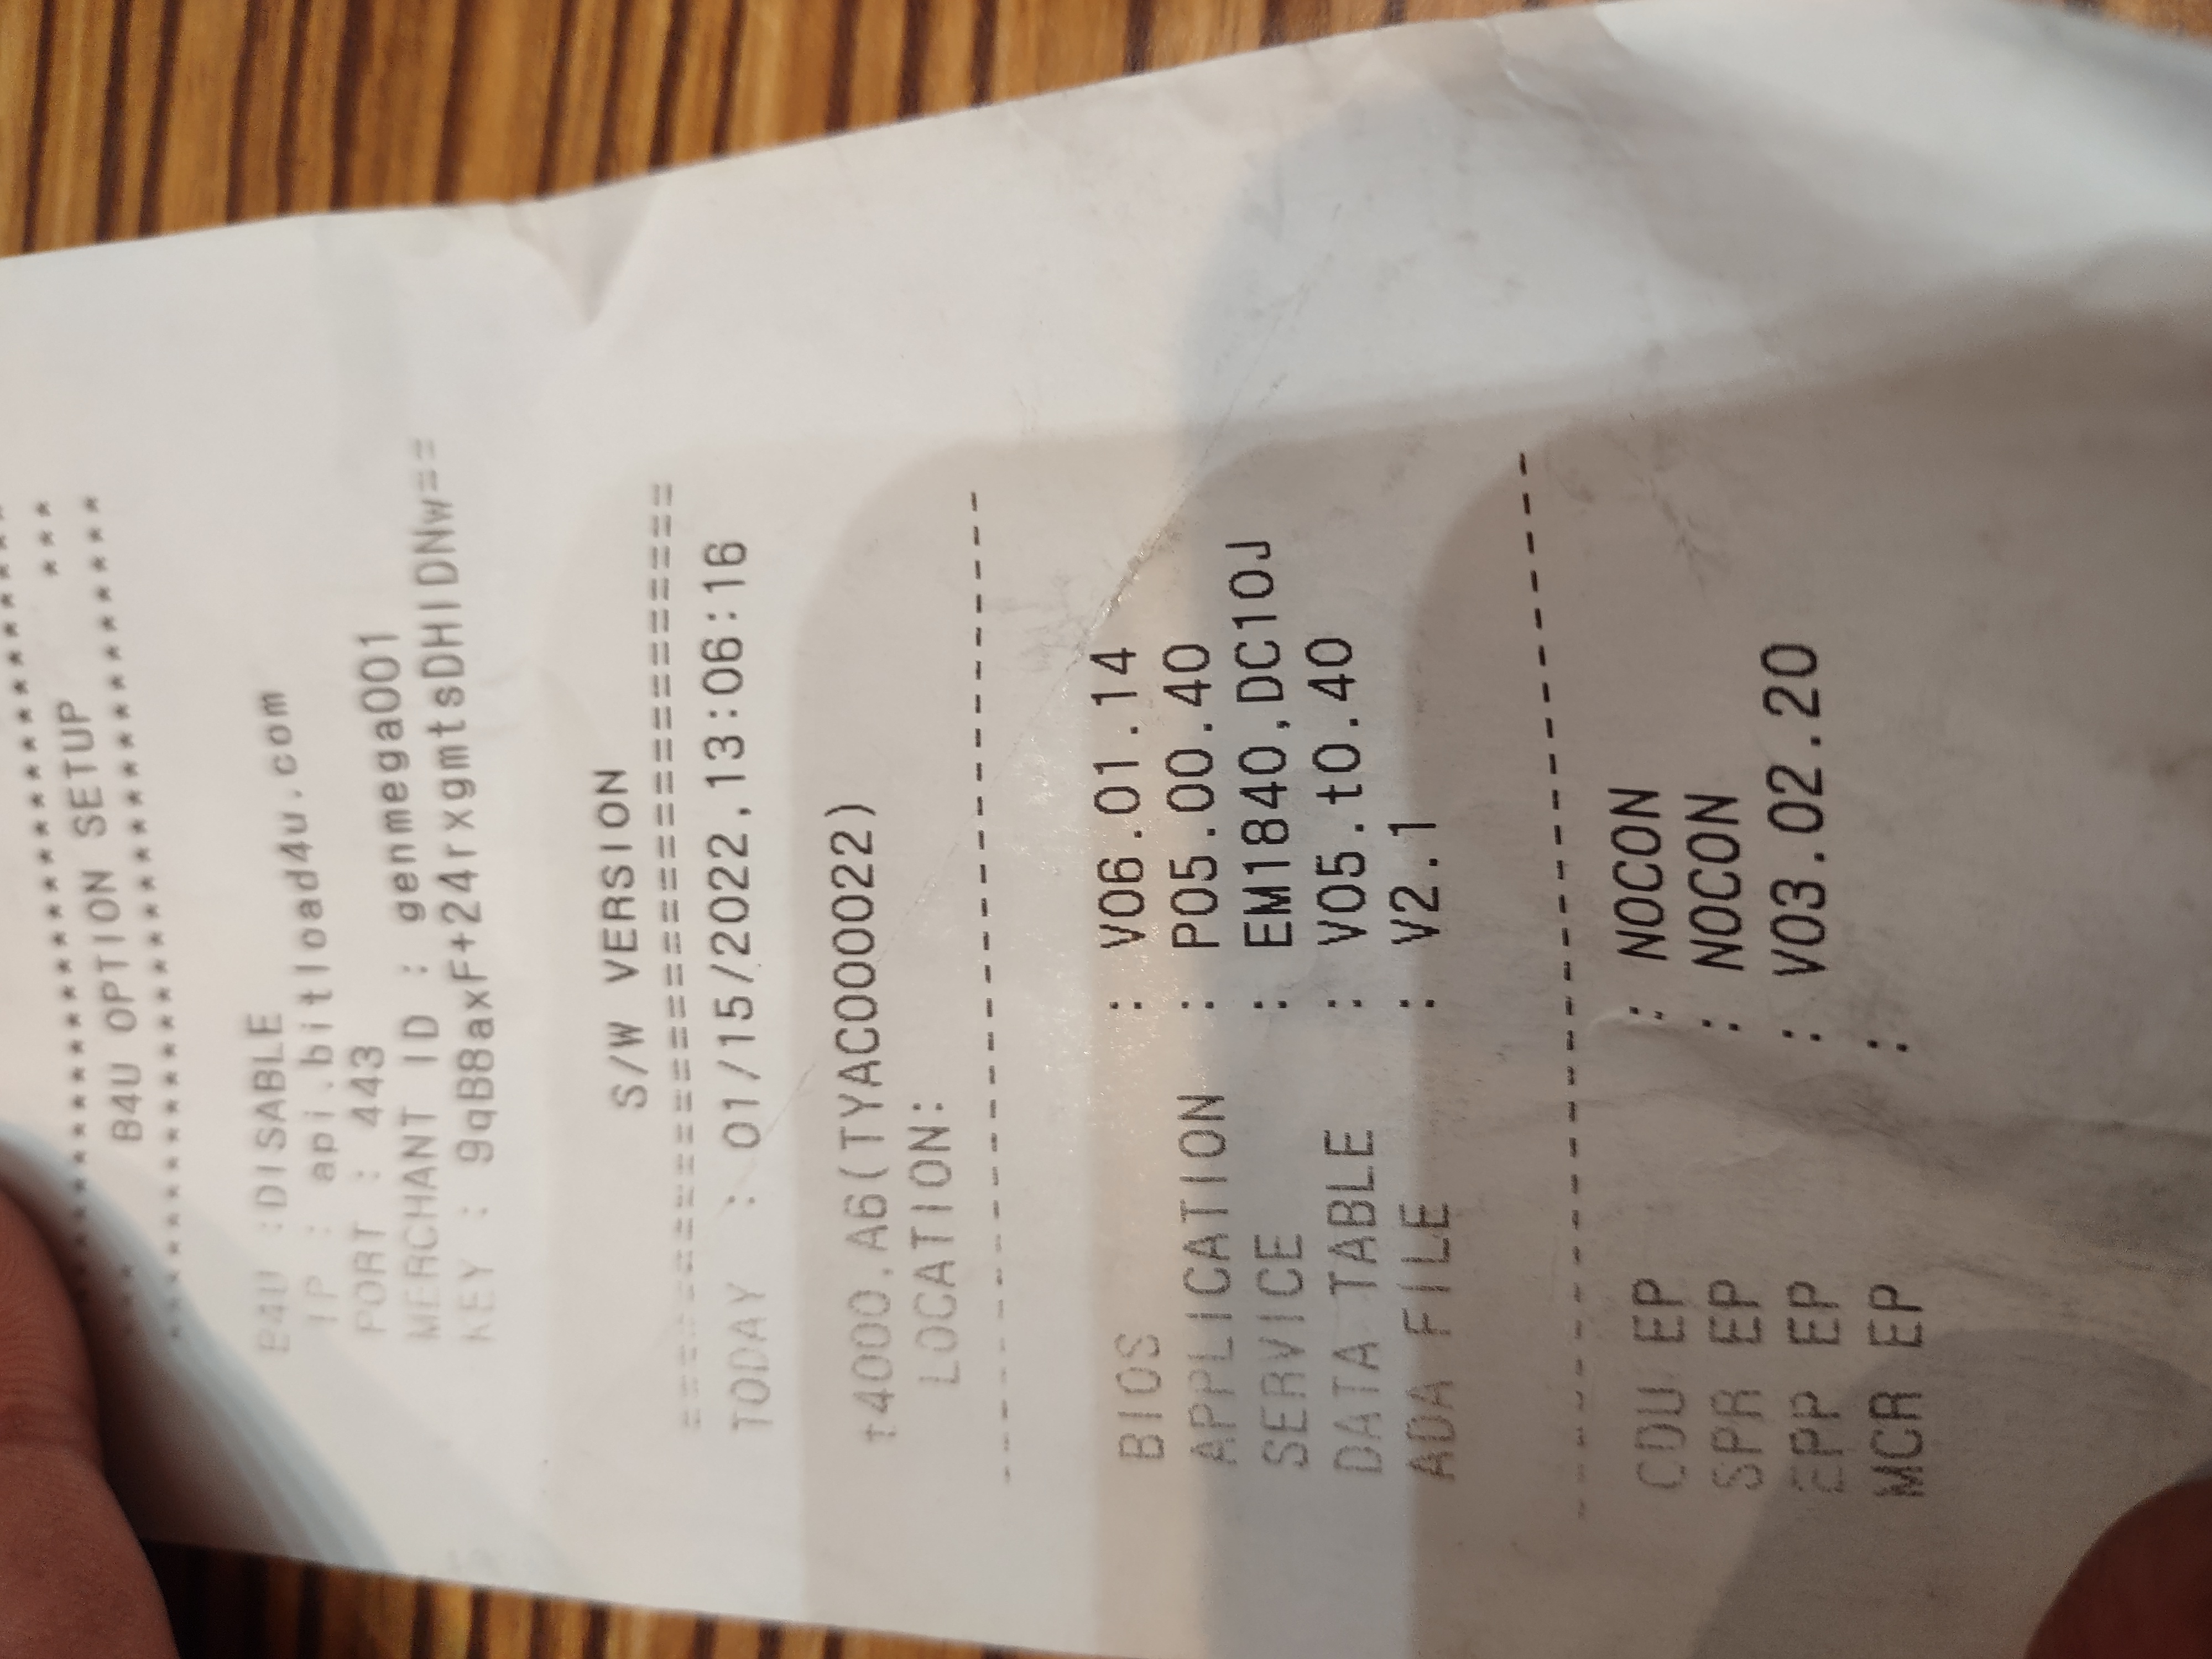 ***
B4U OPTION SETUP
B4U :DISABLE
IP : api.bitload4u.com
PORT : 443
MERCHANT ID : genmega001
KEY : 9qB8axF+24rxgmtsDHIDNw==
S/W VERSION
==============================
TODAY : 01/15/2022,13:06:16
t4000.A6(TYAC000022)
LOCATION:
------------------------------
BIOS : V06.01.14
APPLICATION : P05.00.40
SERVICE : EM1840,DC10J
DATA TABLE : V05.t0.40
ADA FILE : V2.1
------------------------------
CDU EP : NOCON
SPR EP : NOCON
EPP EP : V03.02.20
MCR EP :